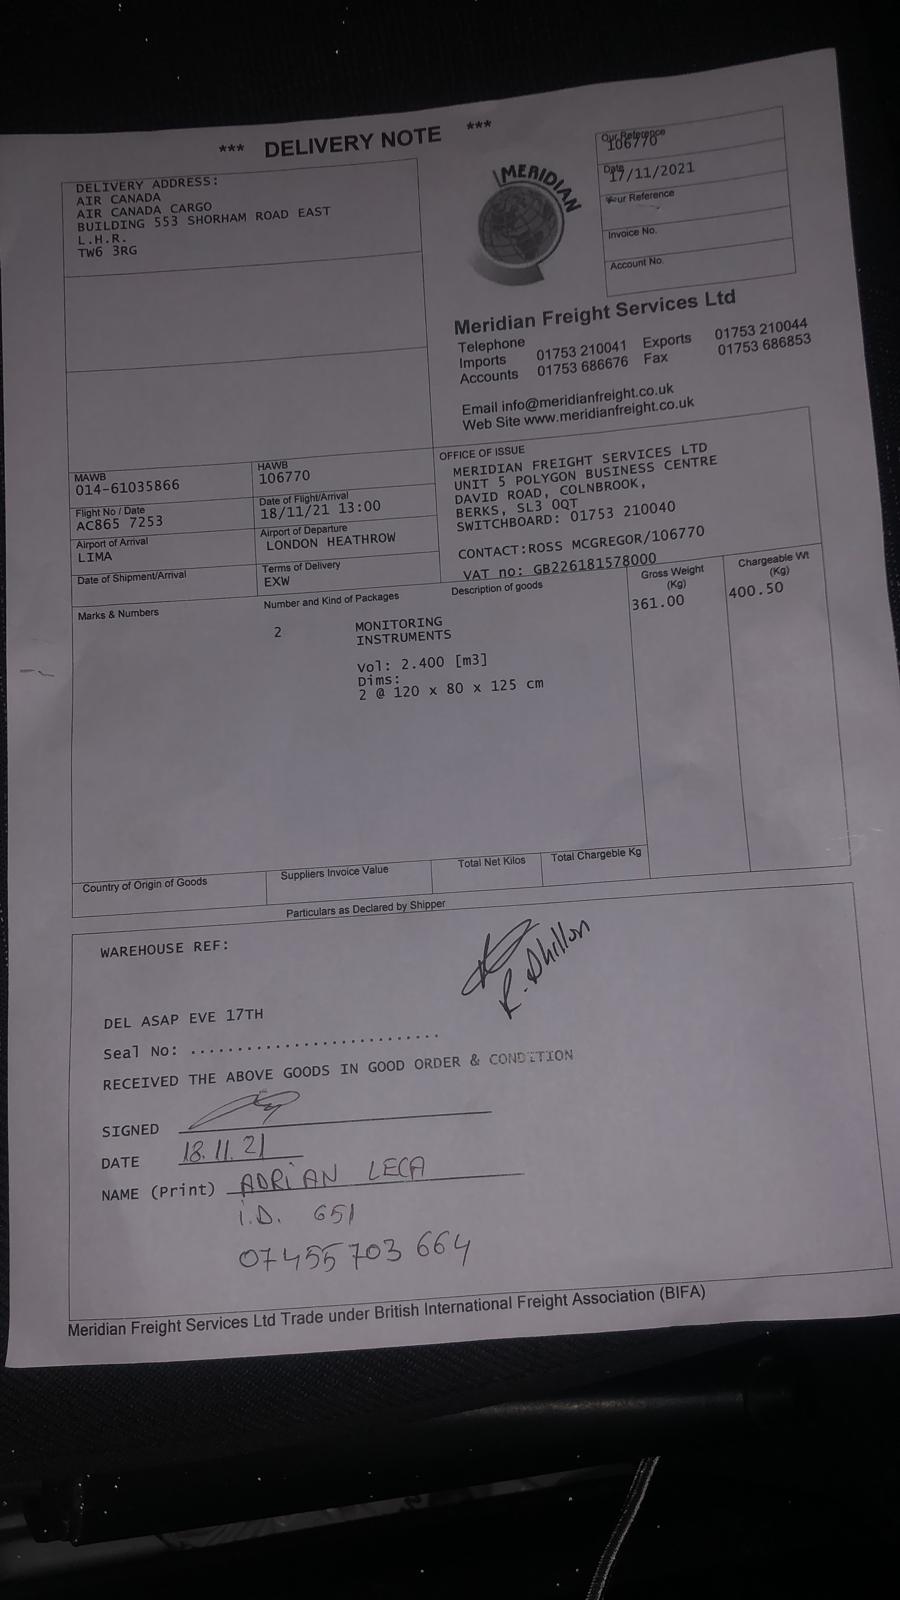 *** DELIVERY NOTE ***
DELIVERY ADDRESS:
AIR CANADA
AIR CANADA CARGO
BUILDING 553 SHORHAM ROAD EAST
L.H.R.
TW6 3RG
MERIDIAN
Our Reference
106770
Date
17/11/2021
Your Reference
Invoice No.
Account No.
Meridian Freight Services Ltd
Telephone
Imports 01753 210041 Exports 01753 210044
Accounts 01753 686676 Fax 01753 686853
Email info@meridianfreight.co.uk
Web Site www.meridianfreight.co.uk
MAWB
014-61035866
HAWB
106770
Flight No / Date
AC865 7253
Date of Flight/Arrival
18/11/21 13:00
Airport of Arrival
LIMA
Airport of Departure
LONDON HEATHROW
Date of Shipment/Arrival
Terms of Delivery
EXW
OFFICE OF ISSUE
MERIDIAN FREIGHT SERVICES LTD
UNIT 5 POLYGON BUSINESS CENTRE
DAVID ROAD, COLNBROOK,
BERKS, SL3 0QT
SWITCHBOARD: 01753 210040
CONTACT:ROSS MCGREGOR/106770
VAT no: GB226181578000
Marks & Numbers
Number and Kind of Packages
Description of goods
Gross Weight
(Kg)
Chargeable Wt
(Kg)
2
MONITORING
INSTRUMENTS
361.00
400.50
Vol: 2.400 [m3]
Dims:
2 @ 120 x 80 x 125 cm
Country of Origin of Goods
Suppliers Invoice Value
Total Net Kilos
Total Chargeble Kg
Particulars as Declared by Shipper
WAREHOUSE REF:
R. Dhillon
DEL ASAP EVE 17TH
Seal No: ...........................
RECEIVED THE ABOVE GOODS IN GOOD ORDER & CONDITION
SIGNED
DATE 18.11.21
NAME (Print) ADRIAN LECA
I.D. 651
07455703 664
Meridian Freight Services Ltd Trade under British International Freight Association (BIFA)